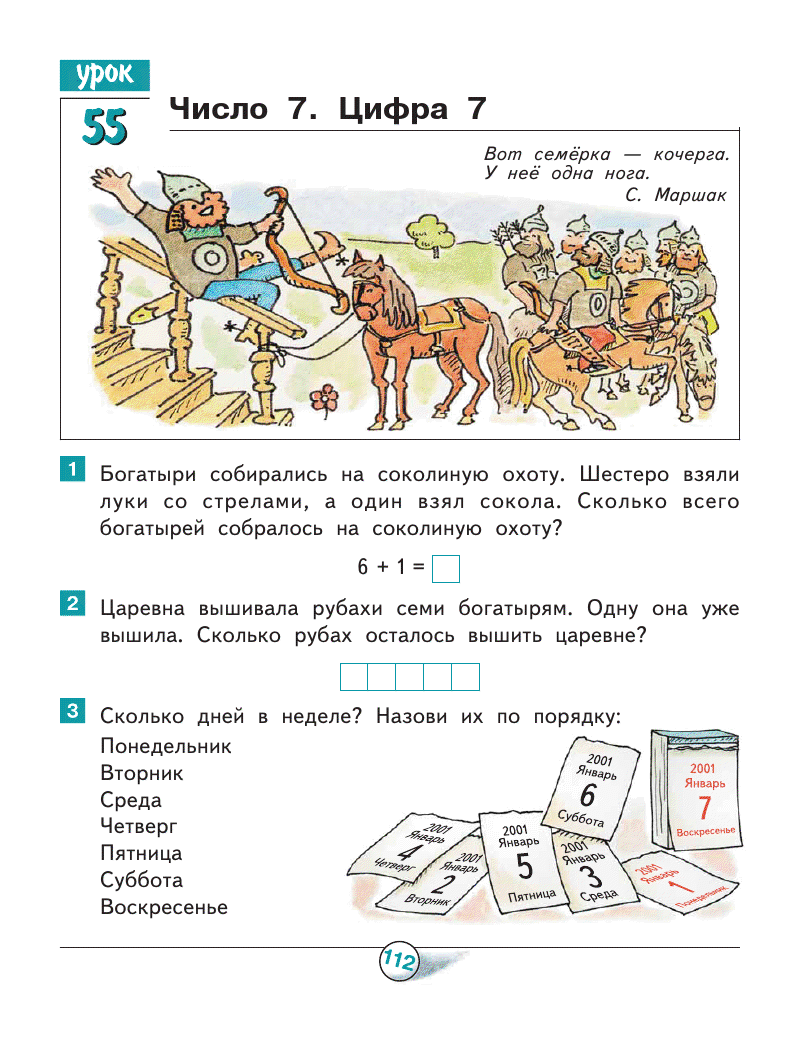 урок
55
Число 7. Цифра 7
Вот семёрка — кочерга.
У неё одна нога.
С. Маршак
1
Богатыри собирались на соколиную охоту. Шестеро взяли
луки со стрелами, а один взял сокола. Сколько всего
богатырей собралось на соколиную охоту?
6 + 1 =
2
Царевна вышивала рубахи семи богатырям. Одну она уже
вышила. Сколько рубах осталось вышить царевне?
3
Сколько дней в неделе? Назови их по порядку:
Понедельник
Вторник
Среда
Четверг
Пятница
Суббота
Воскресенье
2001
Январь
4
Четверг
2001
Январь
2
Вторник
2001
Январь
5
Пятница
2001
Январь
6
Суббота
2001
Январь
3
Среда
2001
Январь
1
Понедельник
2001
Январь
7
Воскресенье
112